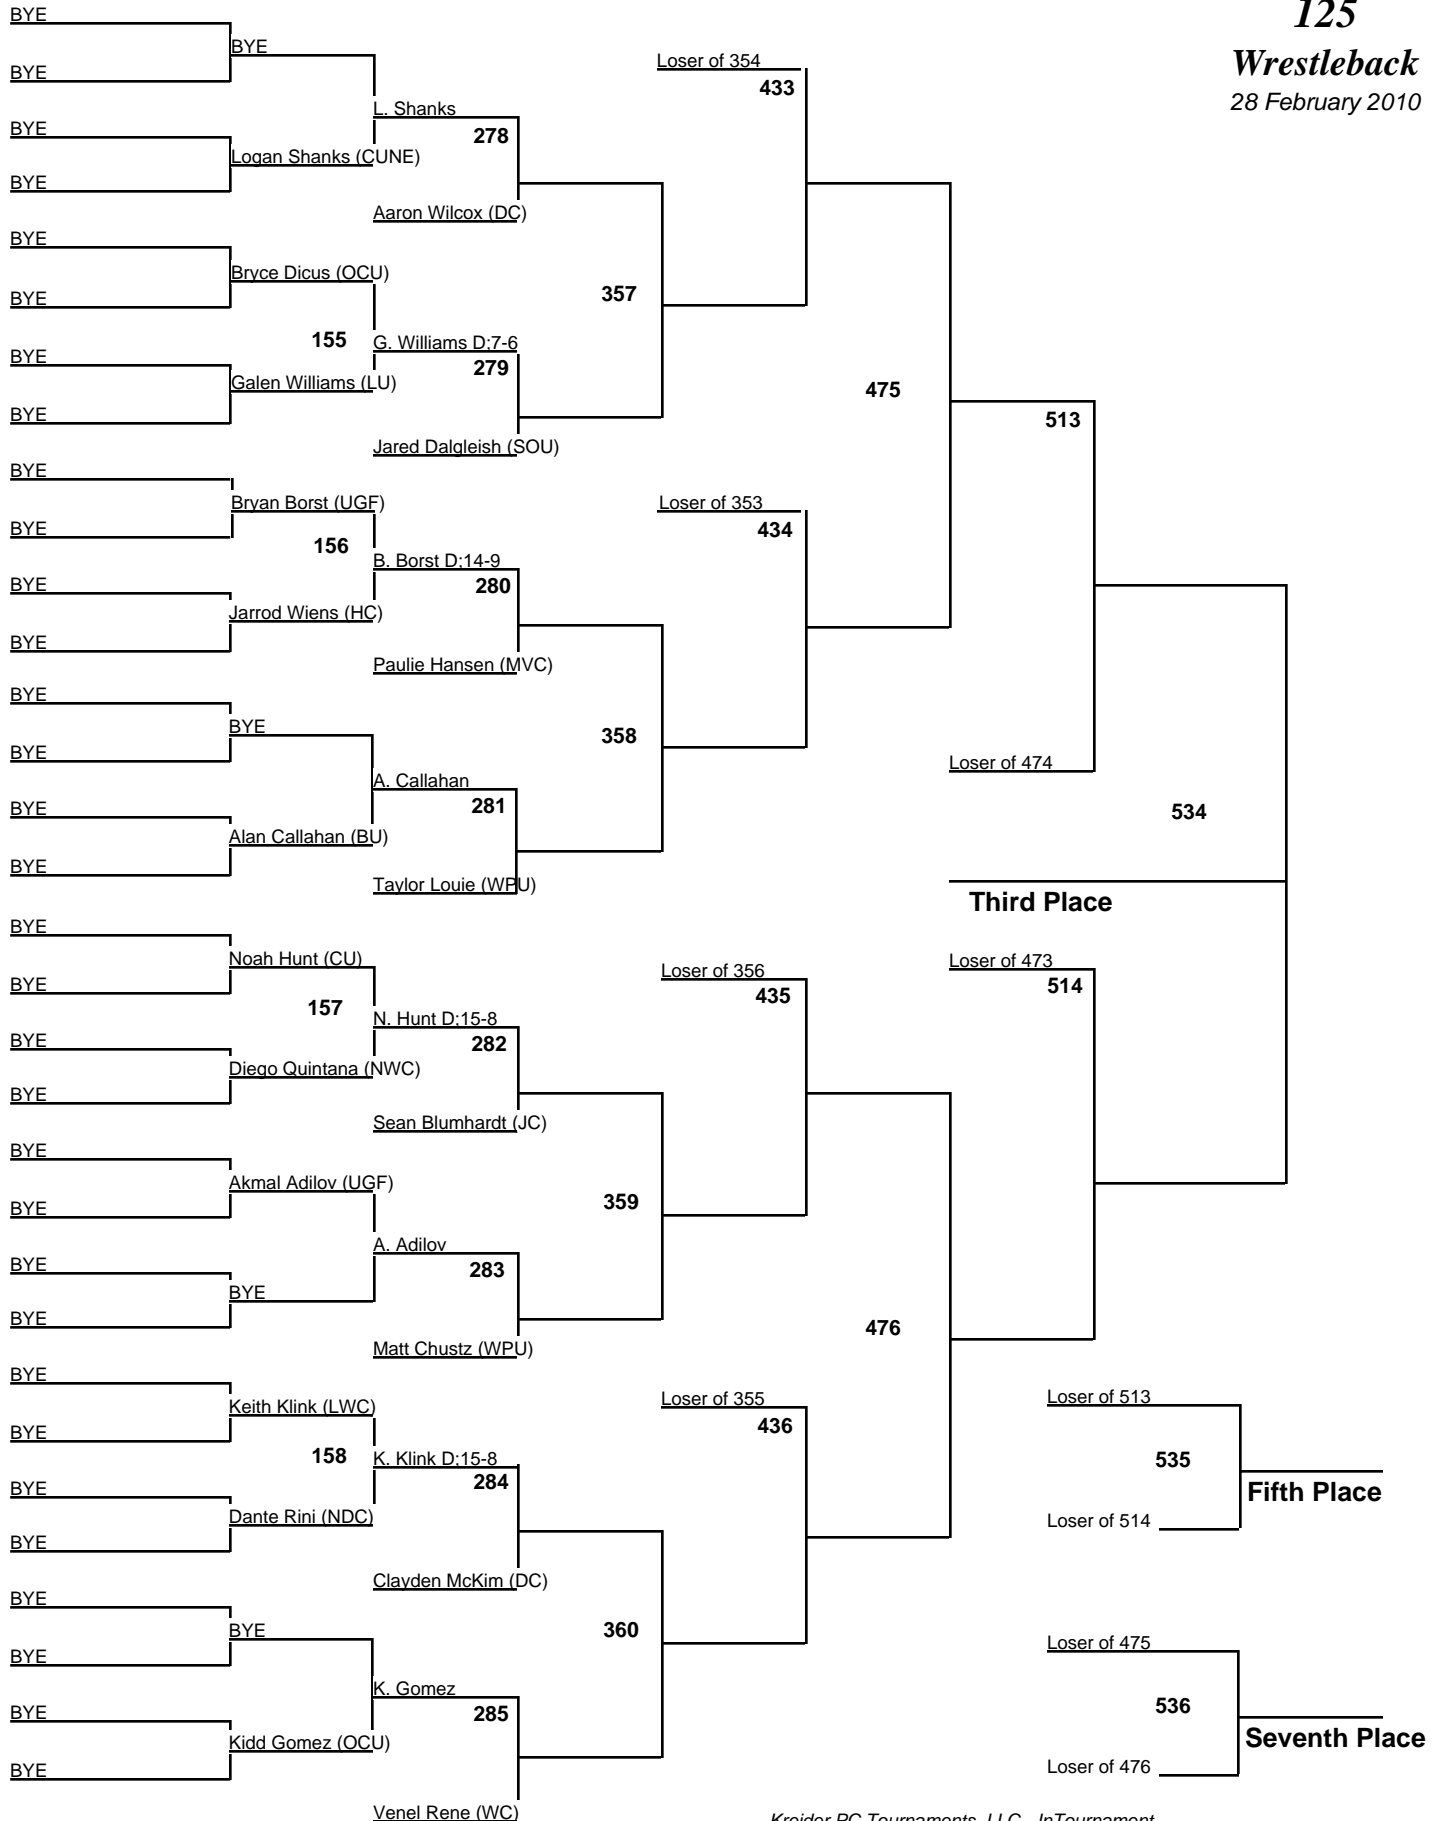 125
Wrestleback
28 February 2010
BYE
BYE
BYE
L. Shanks
278
BYE
Logan Shanks (CUNE)
BYE
Aaron Wilcox (DC)
BYE
Bryce Dicus (OCU)
BYE
357
155
G. Williams D;7-6
279
BYE
Galen Williams (LU)
BYE
Jared Dalgleish (SOU)
Loser of 354
433
475
513
BYE
Bryan Borst (UGF)
BYE
156
B. Borst D;14-9
280
BYE
Jarrod Wiens (HC)
BYE
Paulie Hansen (MVC)
Loser of 353
434
BYE
BYE
BYE
358
A. Callahan
281
BYE
Alan Callahan (BU)
BYE
Taylor Louie (WPU)
Loser of 474
534
Third Place
BYE
Noah Hunt (CU)
BYE
157
N. Hunt D;15-8
282
BYE
Diego Quintana (NWC)
BYE
Sean Blumhardt (JC)
Loser of 356
435
Loser of 473
514
BYE
Akmal Adilov (UGF)
BYE
359
A. Adilov
283
BYE
BYE
BYE
Matt Chustz (WPU)
476
BYE
Keith Klink (LWC)
BYE
158
K. Klink D;15-8
284
BYE
Dante Rini (NDC)
BYE
Clayden McKim (DC)
Loser of 355
436
Loser of 513
535
Fifth Place
Loser of 514
BYE
BYE
BYE
360
K. Gomez
285
BYE
Kidd Gomez (OCU)
BYE
Venel Rene (WC)
Loser of 475
536
Seventh Place
Loser of 476
Kreider PC Tournaments, LLC - InTournament